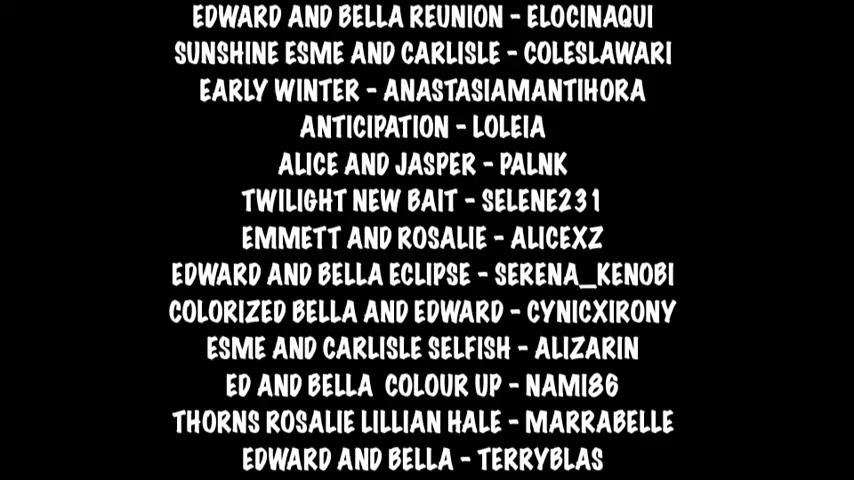 EDWARD AND BELLA REUNION - ELOCINAQUI
SUNSHINE ESME AND CARLISLE - COLESLAWARI
EARLY WINTER - ANASTASIAMANTIHORA
ANTICIPATION - LOLEIA
ALICE AND JASPER - PALNK
TWILIGHT NEW BAIT - SELENE231
EMMETT AND ROSALIE - ALICEXZ
EDWARD AND BELLA ECLIPSE - SERENA_KENOBI
COLORIZED BELLA AND EDWARD - CYNICXIRONY
ESME AND CARLISLE SELFISH - ALIZARIN
ED AND BELLA  COLOUR UP - NAMI86
THORNS ROSALIE LILLIAN HALE - MARRABELLE
EDWARD AND BELLA - TERRYBLAS